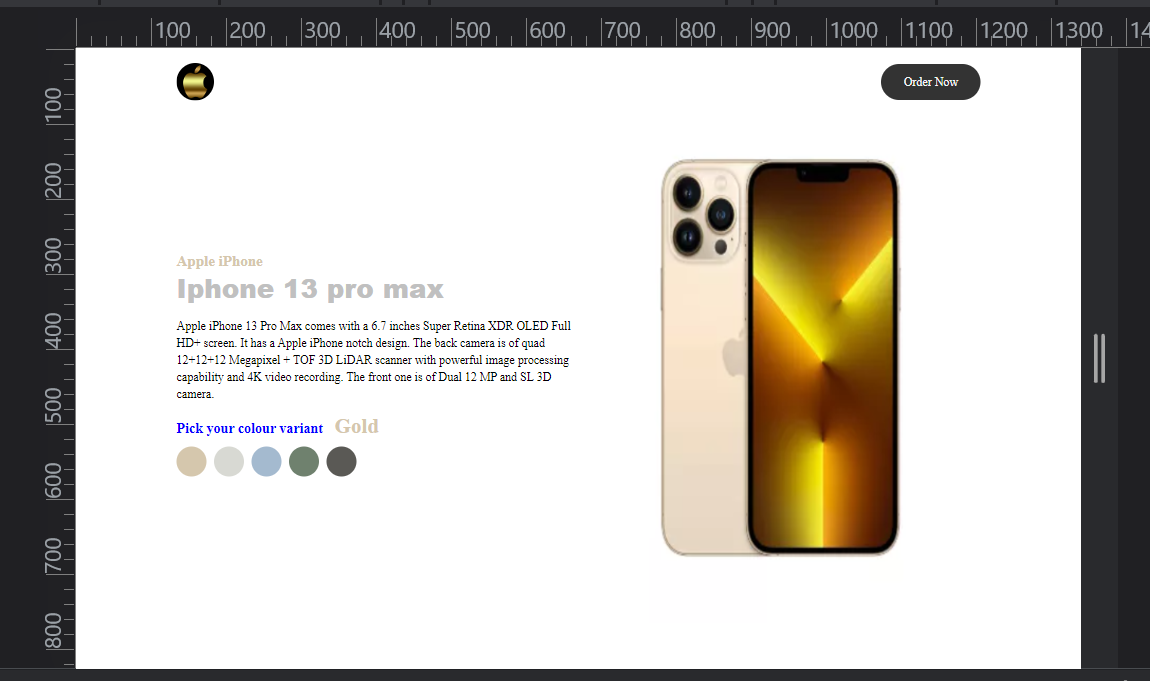 100 200 300 400 500 600 700 800 900 1000 1100 1200 1300 14
100
200
300
400
500
600
700
800
Order Now
Apple iPhone
Iphone 13 pro max
Apple iPhone 13 Pro Max comes with a 6.7 inches Super Retina XDR OLED Full
HD+ screen. It has a Apple iPhone notch design. The back camera is of quad
12+12+12 Megapixel + TOF 3D LiDAR scanner with powerful image processing
capability and 4K video recording. The front one is of Dual 12 MP and SL 3D
camera.
Pick your colour variant Gold